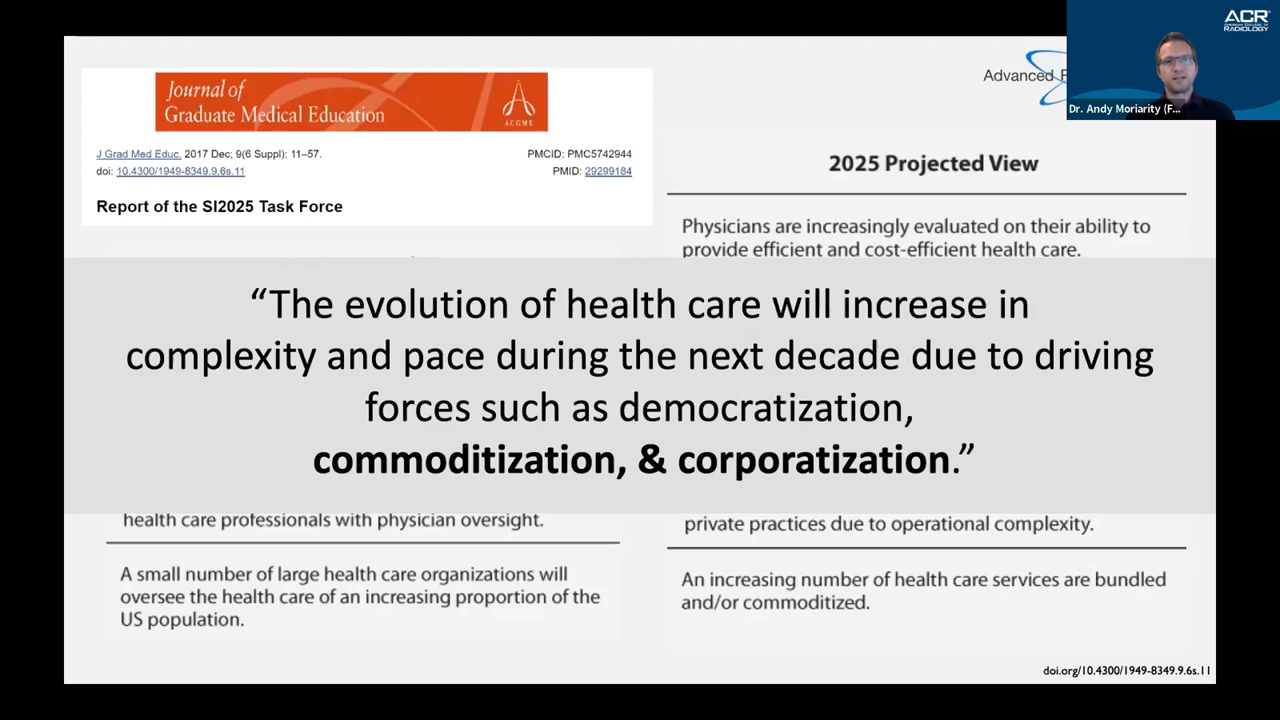 ACR
AMERICAN COLLEGE OF
RADIOLOGY
Dr. Andy Moriarity (F...
Advanced
Journal of
Graduate Medical Education
ACGME
J Grad Med Educ. 2017 Dec; 9(6 Suppl): 11–57.
doi: 10.4300/1949-8349.9.6s.11
PMCID: PMC5742944
PMID: 29299184
Report of the SI2025 Task Force
2025 Projected View
Physicians are increasingly evaluated on their ability to
provide efficient and cost-efficient health care.
“The evolution of health care will increase in
complexity and pace during the next decade due to driving
forces such as democratization,
commoditization, & corporatization.”
health care professionals with physician oversight.
A small number of large health care organizations will
oversee the health care of an increasing proportion of the
US population.
private practices due to operational complexity.
An increasing number of health care services are bundled
and/or commoditized.
doi.org/10.4300/1949-8349.9.6s.11